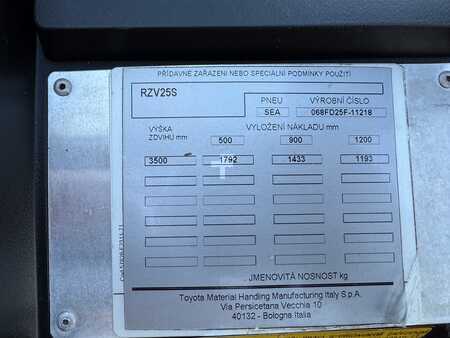 PŘÍDAVNÉ ZAŘÍZENÍ NEBO SPECIÁLNÍ PODMÍNKY POUŽITÍ
RZV25S
PNEU VÝROBNÍ ČÍSLO
SEA 068FD25F-11218
VÝŠKA ZDVIHU mm
VYLOŽENÍ NÁKLADU mm
500 900 1200
3500 1792 1433 1193
JMENOVITÁ NOSNOST kg
Toyota Material Handling Manufacturing Italy S.p.A.
Via Persicetana Vecchia 10
40132 - Bologna Italia